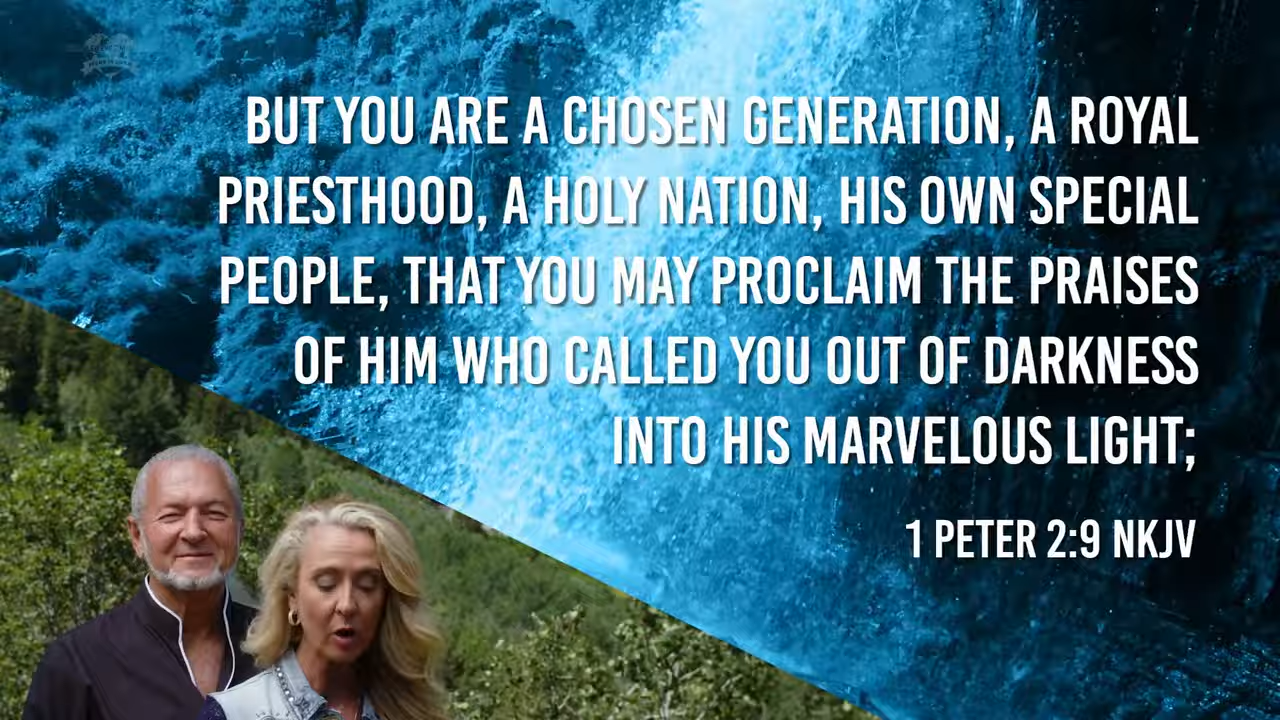 BUT YOU ARE A CHOSEN GENERATION, A ROYAL
PRIESTHOOD, A HOLY NATION, HIS OWN SPECIAL
PEOPLE, THAT YOU MAY PROCLAIM THE PRAISES
OF HIM WHO CALLED YOU OUT OF DARKNESS
INTO HIS MARVELOUS LIGHT;
1 PETER 2:9 NKJV